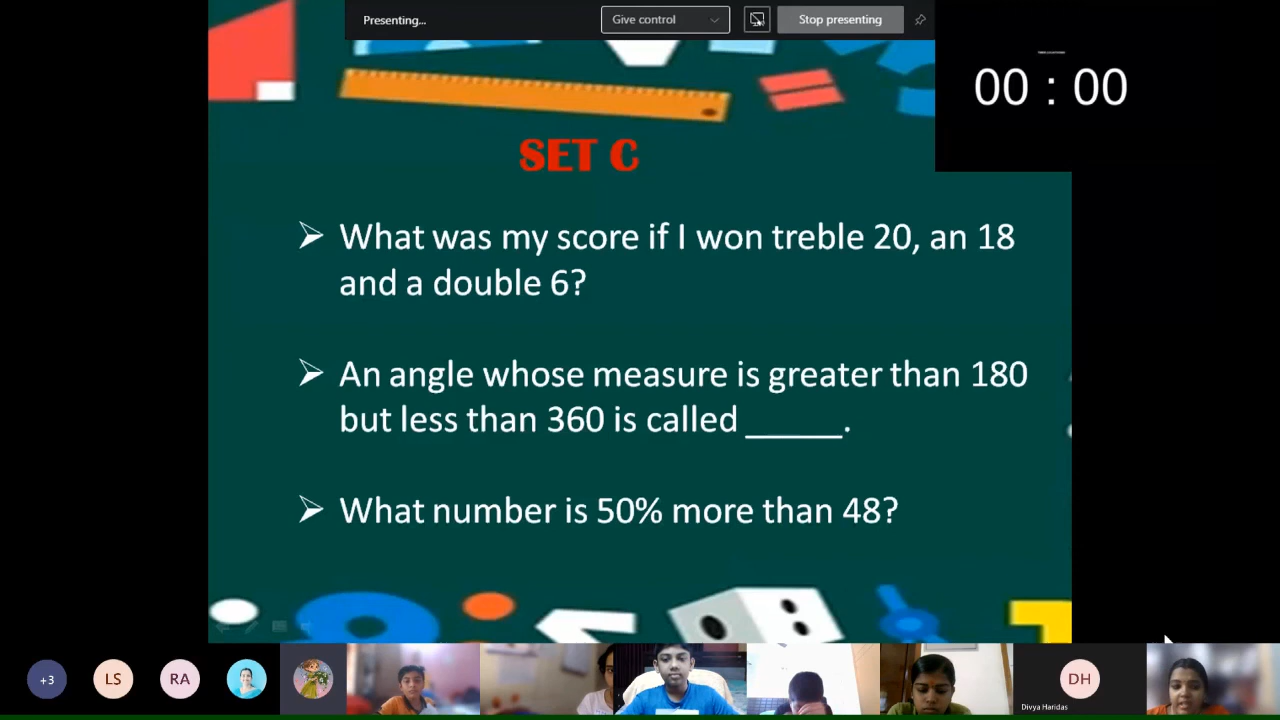 Presenting...
Give control
Stop presenting
00 : 00
SET C
➢ What was my score if I won treble 20, an 18
and a double 6?
➢ An angle whose measure is greater than 180
but less than 360 is called ______.
➢ What number is 50% more than 48?
+3
LS
RA
DH
Divya Haridas